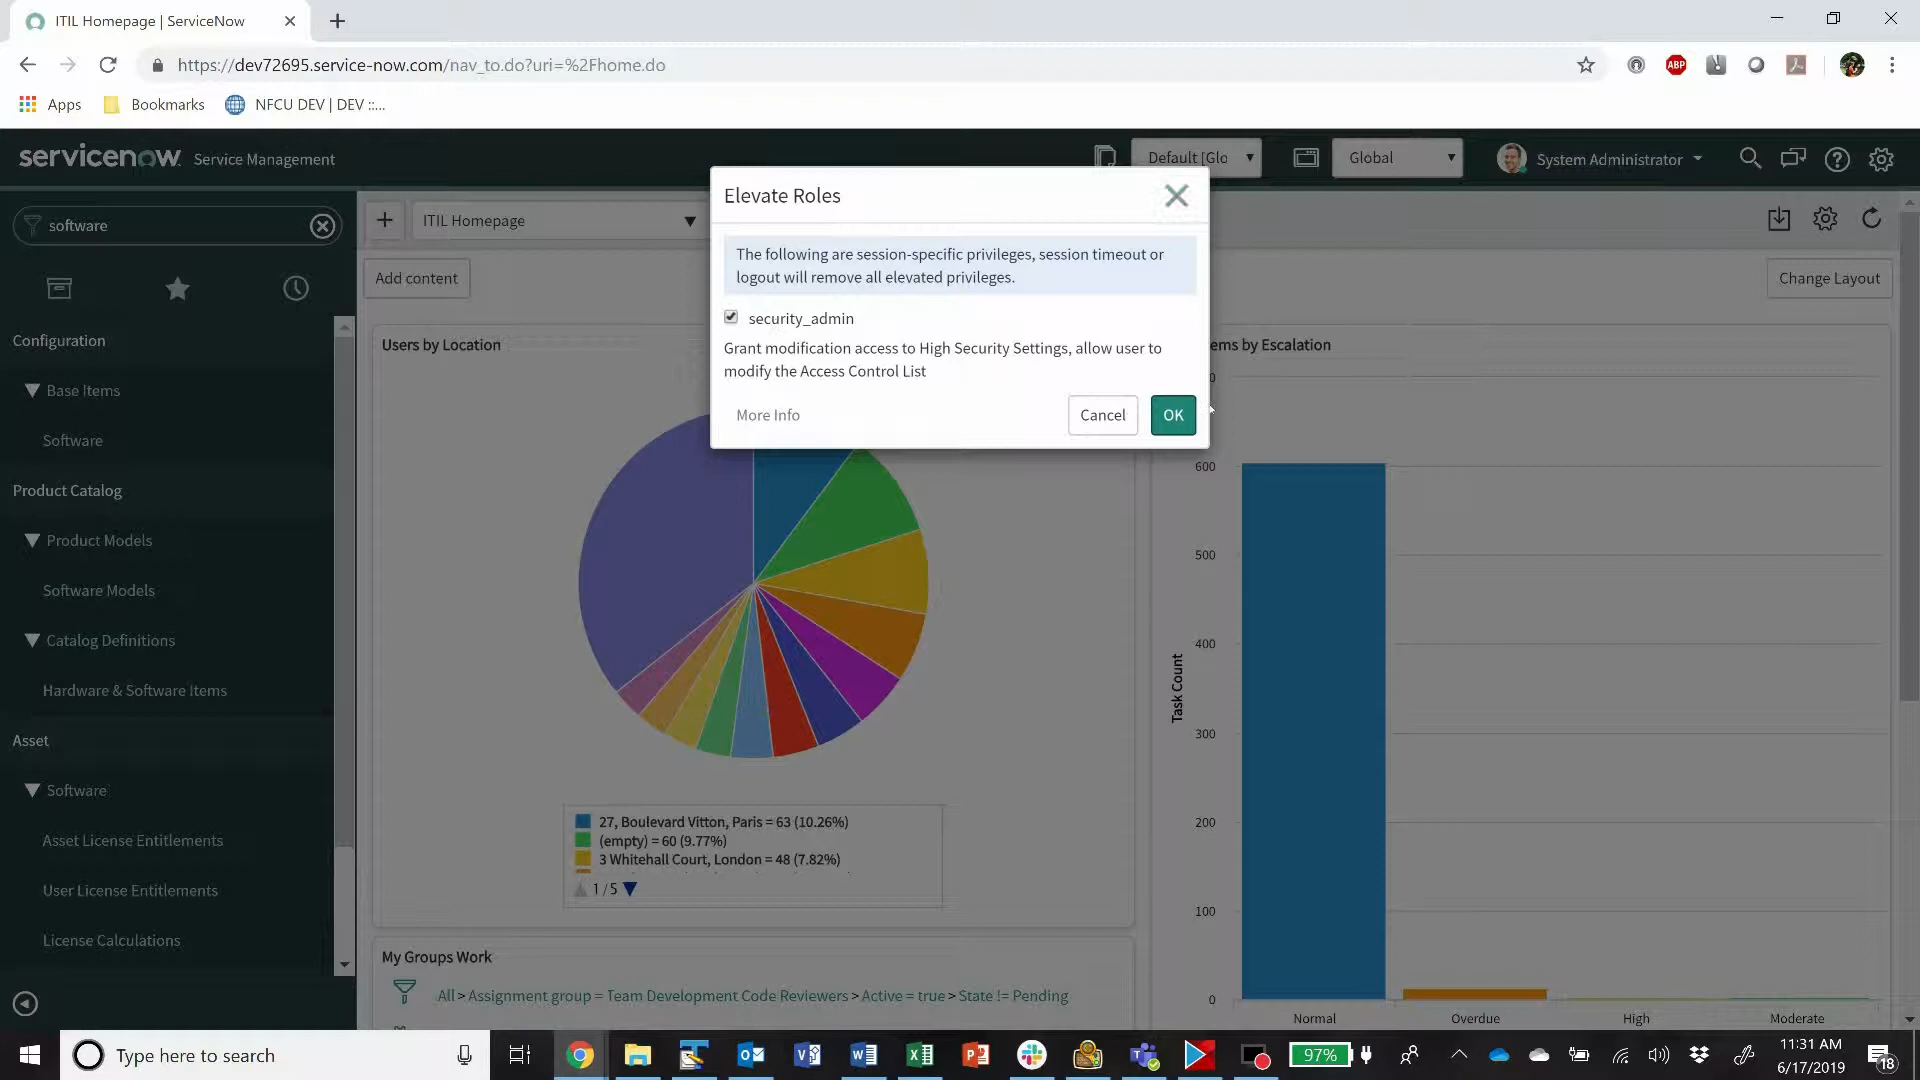 ITIL Homepage | ServiceNow
https://dev72695.service-now.com/nav_to.do?uri=%2Fhome.do
ABP
Apps
Bookmarks
NFCU DEV | DEV ::...
servicenow. Service Management
Default [Glo
Global
System Administrator
software
ITIL Homepage
Add content
Change Layout
Configuration
Base Items
Software
Product Catalog
Product Models
Software Models
Catalog Definitions
Hardware & Software Items
Asset
Software
Asset License Entitlements
User License Entitlements
License Calculations
Elevate Roles
The following are session-specific privileges, session timeout or
logout will remove all elevated privileges.
security_admin
Grant modification access to High Security Settings, allow user to
modify the Access Control List
More Info
Cancel
OK
Users by Location
27, Boulevard Vitton, Paris = 63 (10.26%)
(empty) = 60 (9.77%)
3 Whitehall Court, London = 48 (7.82%)
1 / 5
ems by Escalation
0
600
500
400
300
200
100
0
Task Count
Normal
Overdue
High
Moderate
My Groups Work
All > Assignment group = Team Development Code Reviewers > Active = true > State != Pending
Type here to search
97%
11:31 AM
6/17/2019
18